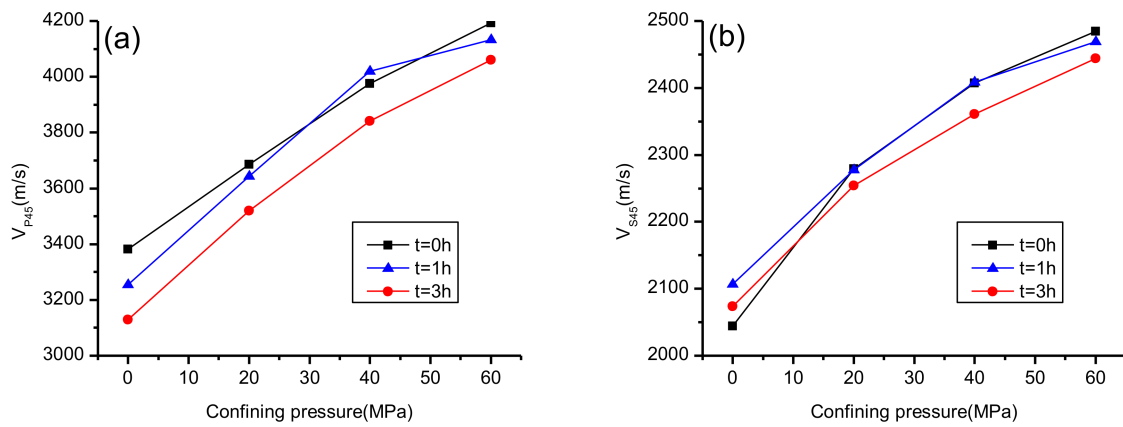 (a)
4200
4000
3800
3600
3400
3200
3000
V_P45(m/s)
t=0h
t=1h
t=3h
0 10 20 30 40 50 60
Confining pressure(MPa)
(b)
2500
2400
2300
2200
2100
2000
V_S45(m/s)
t=0h
t=1h
t=3h
0 10 20 30 40 50 60
Confining pressure(MPa)